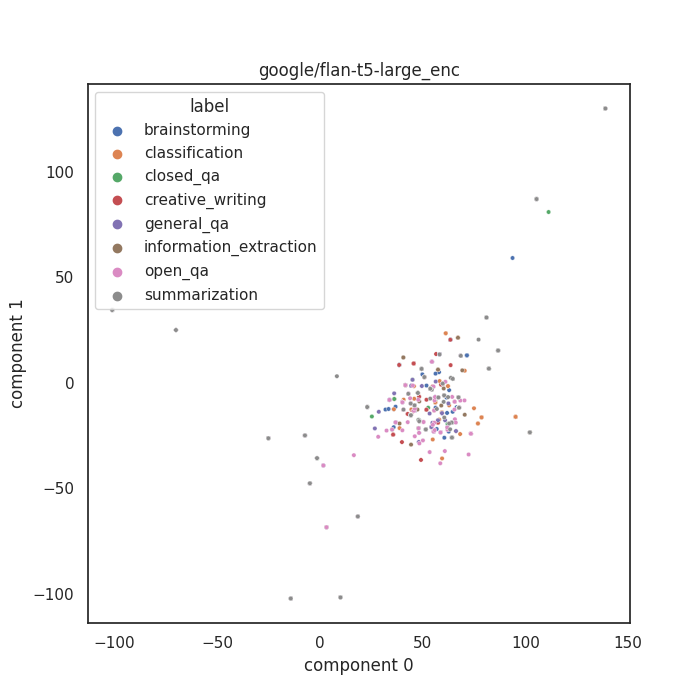 google/flan-t5-large_enc
label
brainstorming
classification
closed_qa
creative_writing
general_qa
information_extraction
open_qa
summarization
100
50
0
−50
−100
component 1
−100 −50 0 50 100 150
component 0